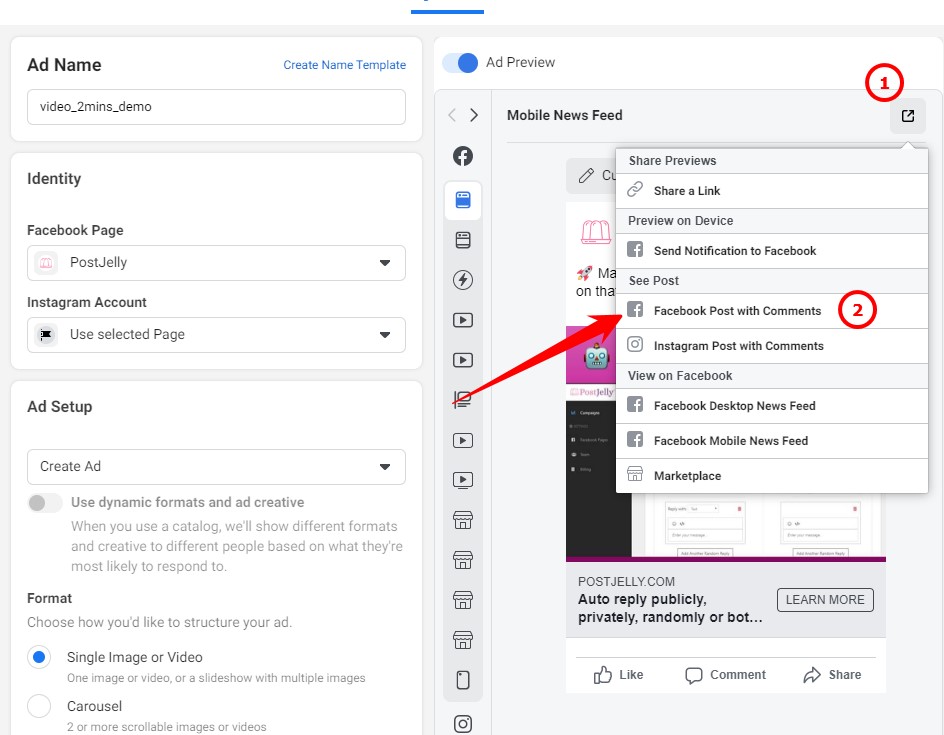 Ad Name
Create Name Template
video_2mins_demo
Identity
Facebook Page
PostJelly
Instagram Account
Use selected Page
Ad Setup
Create Ad
Use dynamic formats and ad creative
When you use a catalog, we'll show different formats
and creative to different people based on what they're
most likely to respond to.
Format
Choose how you'd like to structure your ad.
Single Image or Video
One image or video, or a slideshow with multiple images
Carousel
2 or more scrollable images or videos
Ad Preview
1
Mobile News Feed
Share Previews
Share a Link
Preview on Device
Send Notification to Facebook
See Post
Facebook Post with Comments
2
Instagram Post with Comments
View on Facebook
Facebook Desktop News Feed
Facebook Mobile News Feed
Marketplace
Cu
Ma
on tha
PostJelly
Campaigns
SETTINGS
Facebook Pages
Team
Billing
Reply with: Text
Enter your message..
Add Another Random Reply
Enter your message..
Add Another Random Reply
POSTJELLY.COM
Auto reply publicly,
privately, randomly or bot...
LEARN MORE
Like
Comment
Share